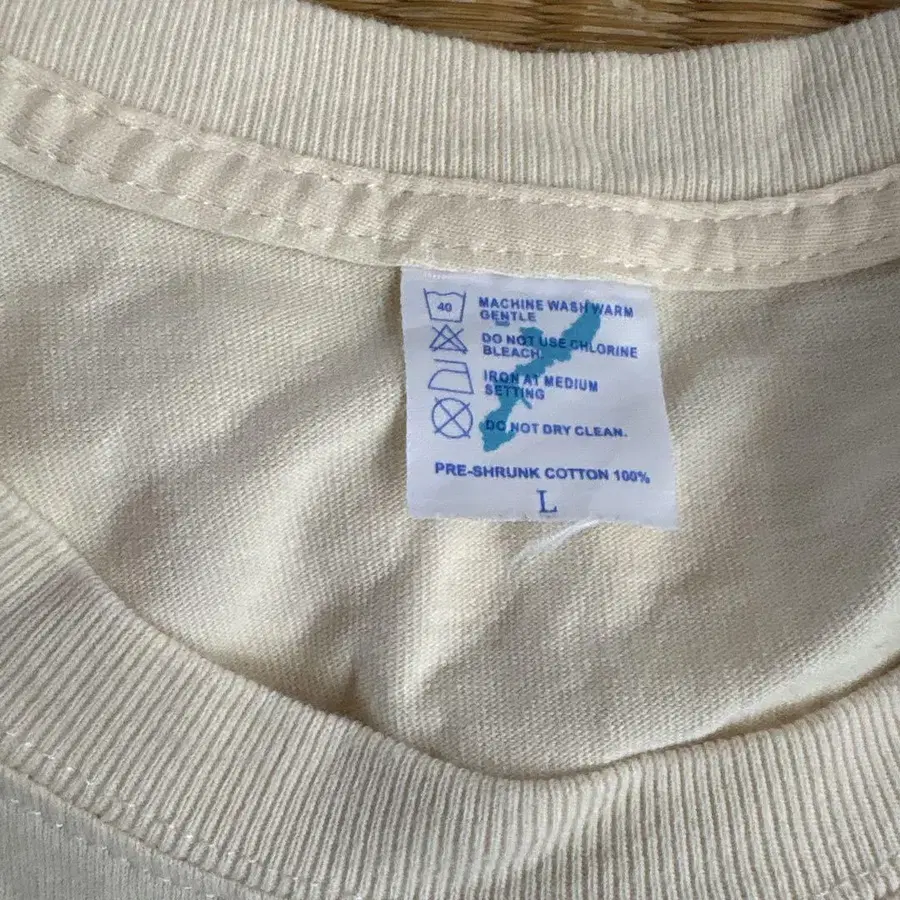 40
MACHINE WASH WARM
GENTLE
DO NOT USE CHLORINE
BLEACH.
IRON AT MEDIUM
SETTING
DO NOT DRY CLEAN.
PRE-SHRUNK COTTON 100%
L